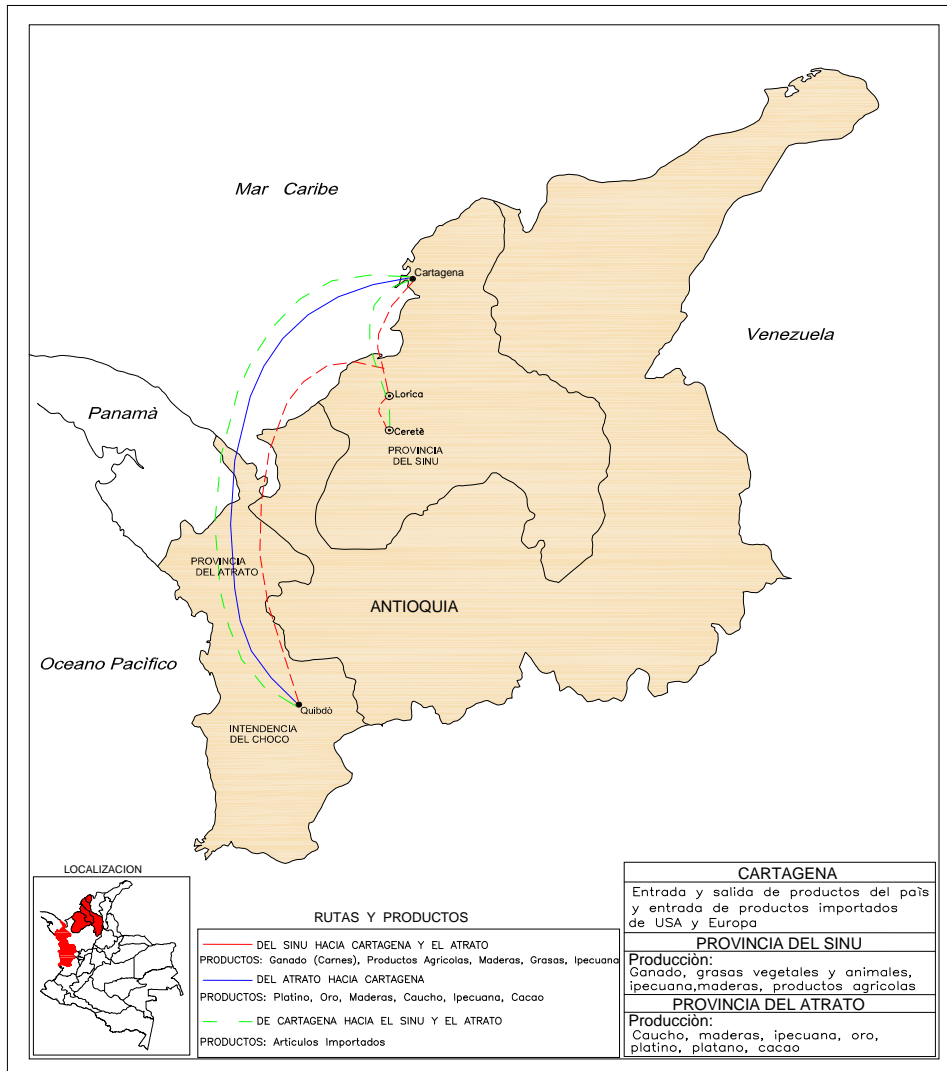 Mar Caribe
Cartagena
Venezuela
Panamà
Lorica
Ceretè
PROVINCIA
DEL SINU
PROVINCIA
DEL ATRATO
ANTIOQUIA
Oceano Pacìfico
Quibdò
INTENDENCIA
DEL CHOCO
LOCALIZACION
RUTAS Y PRODUCTOS
DEL SINU HACIA CARTAGENA Y EL ATRATO
PRODUCTOS: Ganado (Carnes), Productos Agricolas, Maderas, Grasas, Ipecuana
DEL ATRATO HACIA CARTAGENA
PRODUCTOS: Platino, Oro, Maderas, Caucho, Ipecuana, Cacao
DE CARTAGENA HACIA EL SINU Y EL ATRATO
PRODUCTOS: Articulos Importados
CARTAGENA
Entrada y salida de productos del paìs
y entrada de productos importados
de USA y Europa
PROVINCIA DEL SINU
Producciòn:
Ganado, grasas vegetales y animales,
ipecuana,maderas, productos agricolas
PROVINCIA DEL ATRATO
Producciòn:
Caucho, maderas, ipecuana, oro,
platino, platano, cacao